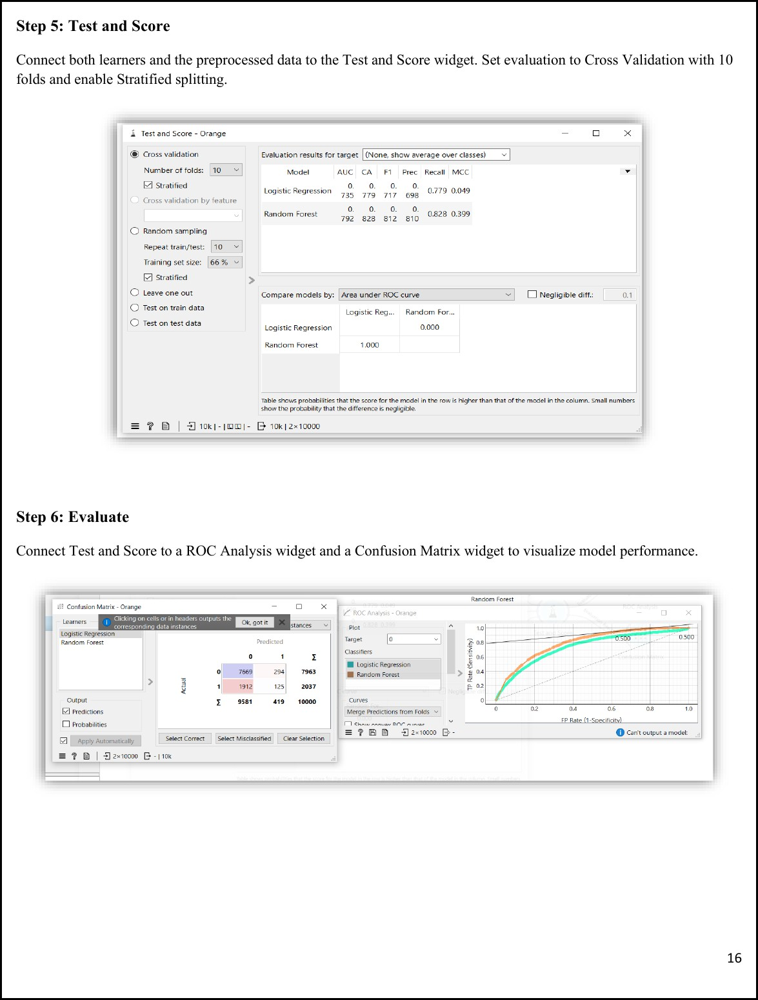 Step 5: Test and Score
Connect both learners and the preprocessed data to the Test and Score widget. Set evaluation to Cross Validation with 10
folds and enable Stratified splitting.
Test and Score - Orange
Cross validation
Number of folds: 10
Stratified
Cross validation by feature
Random sampling
Repeat train/test: 10
Training set size: 66 %
Stratified
Leave one out
Test on train data
Test on test data
Evaluation results for target (None, show average over classes)
Model AUC CA F1 Prec Recall MCC
Logistic Regression 0.735 0.779 0.717 0.698 0.779 0.049
Random Forest 0.792 0.828 0.812 0.810 0.828 0.399
Compare models by: Area under ROC curve Negligible diff.: 0.1
Logistic Reg... Random For...
Logistic Regression 0.000
Random Forest 1.000
Table shows probabilities that the score for the model in the row is higher than that of the model in the column. Small numbers
show the probability that the difference is negligible.
10k | - | - 10k | 2×10000
Step 6: Evaluate
Connect Test and Score to a ROC Analysis widget and a Confusion Matrix widget to visualize model performance.
Random Forest
Confusion Matrix - Orange
Learners
Clicking on cells or in headers outputs the
corresponding data instances
Ok, got it
stances
Logistic Regression
Random Forest
Predicted
0 1 Σ
Actual
0 7669 294 7963
1 1912 125 2037
Σ 9581 419 10000
Output
Predictions
Probabilities
Apply Automatically
Select Correct Select Misclassified Clear Selection
2×10000 - | 10k
ROC Analysis - Orange
Plot
Target 0
Classifiers
Logistic Regression
Random Forest
Curves
Merge Predictions from Folds
Show convex ROC curves
2×10000 -
TP Rate (Sensitivity)
1.0
0.8
0.6
0.4
0.2
0
0.500 0.500
0 0.2 0.4 0.6 0.8 1.0
FP Rate (1-Specificity)
Can't output a model:
16